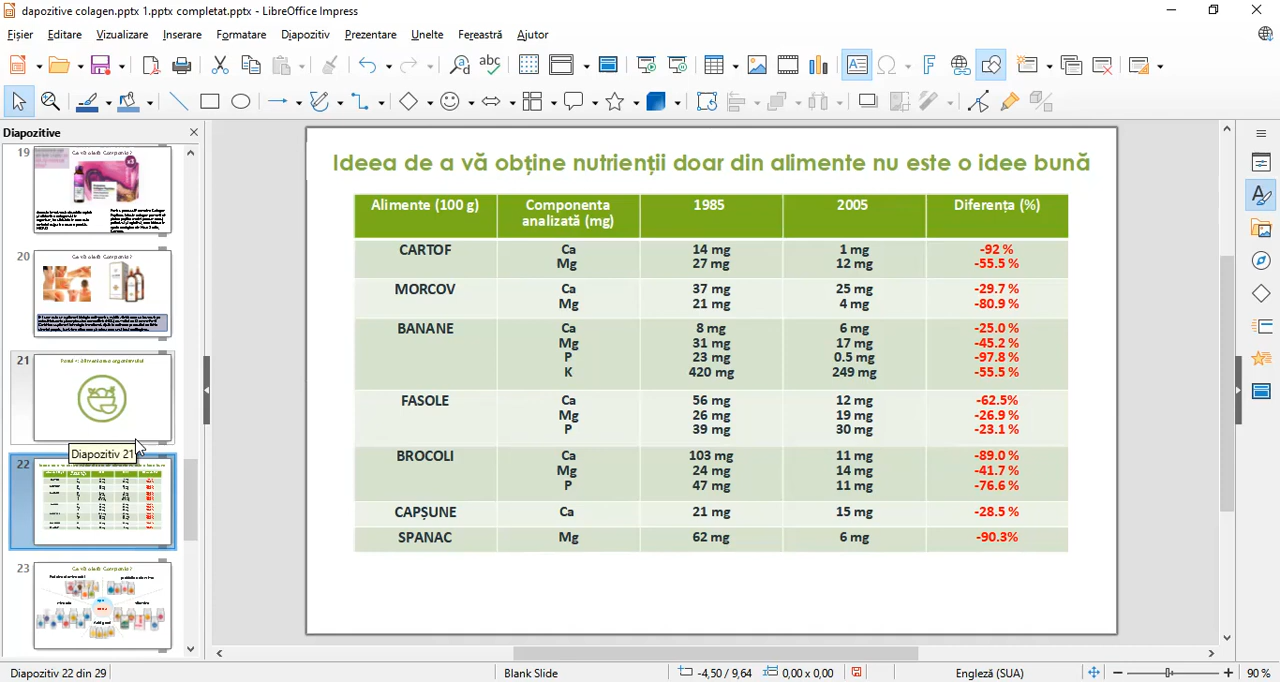 dapozitive colagen.pptx 1.pptx completat.pptx - LibreOffice Impress
Fișier Editare Vizualizare Inserare Formatare Diapozitiv Prezentare Unelte Fereastră Ajutor
Diapozitive
19
20
21
Diapozitiv 21
22
23
Ideea de a vă obține nutrienții doar din alimente nu este o idee bună
Alimente (100 g) Componenta analizată (mg) 1985 2005 Diferența (%)
CARTOF Ca 14 mg 1 mg -92 %
Mg 27 mg 12 mg -55.5 %
MORCOV Ca 37 mg 25 mg -29.7 %
Mg 21 mg 4 mg -80.9 %
BANANE Ca 8 mg 6 mg -25.0 %
Mg 31 mg 17 mg -45.2 %
P 23 mg 0.5 mg -97.8 %
K 420 mg 249 mg -55.5 %
FASOLE Ca 56 mg 12 mg -62.5%
Mg 26 mg 19 mg -26.9 %
P 39 mg 30 mg -23.1 %
BROCOLI Ca 103 mg 11 mg -89.0 %
Mg 24 mg 14 mg -41.7 %
P 47 mg 11 mg -76.6 %
CAPȘUNE Ca 21 mg 15 mg -28.5 %
SPANAC Mg 62 mg 6 mg -90.3%
Diapozitiv 22 din 29 Blank Slide -4,50 / 9,64 0,00 x 0,00 Engleză (SUA) 90 %